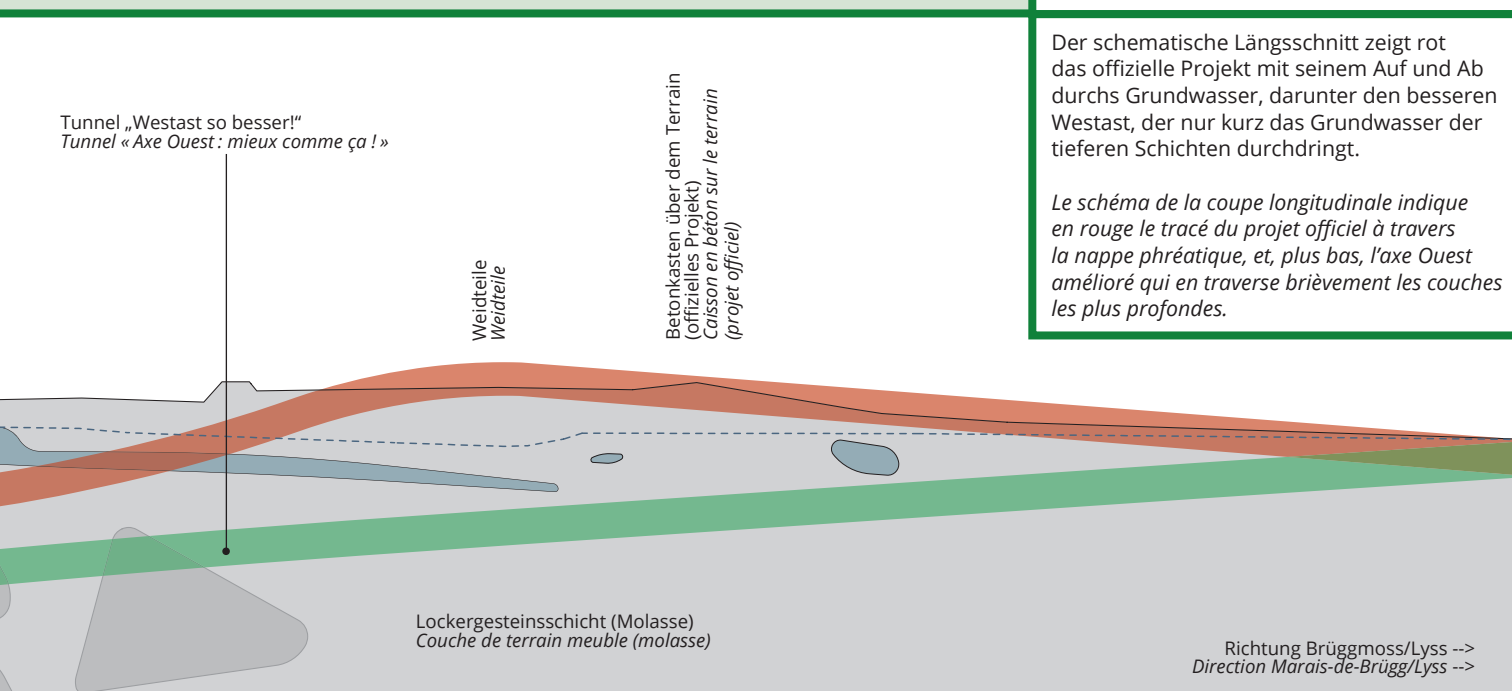 Der schematische Längsschnitt zeigt rot
das offizielle Projekt mit seinem Auf und Ab
durchs Grundwasser, darunter den besseren
Westast, der nur kurz das Grundwasser der
tieferen Schichten durchdringt.
Le schéma de la coupe longitudinale indique
en rouge le tracé du projet officiel à travers
la nappe phréatique, et, plus bas, l'axe Ouest
amélioré qui en traverse brièvement les couches
les plus profondes.
Tunnel „Westast so besser!“
Tunnel « Axe Ouest : mieux comme ça ! »
Weidteile
Weidteile
Betonkasten über dem Terrain
(offizielles Projekt)
Caisson en béton sur le terrain
(projet officiel)
Lockergesteinsschicht (Molasse)
Couche de terrain meuble (molasse)
Richtung Brüggmoss/Lyss -->
Direction Marais-de-Brügg/Lyss -->